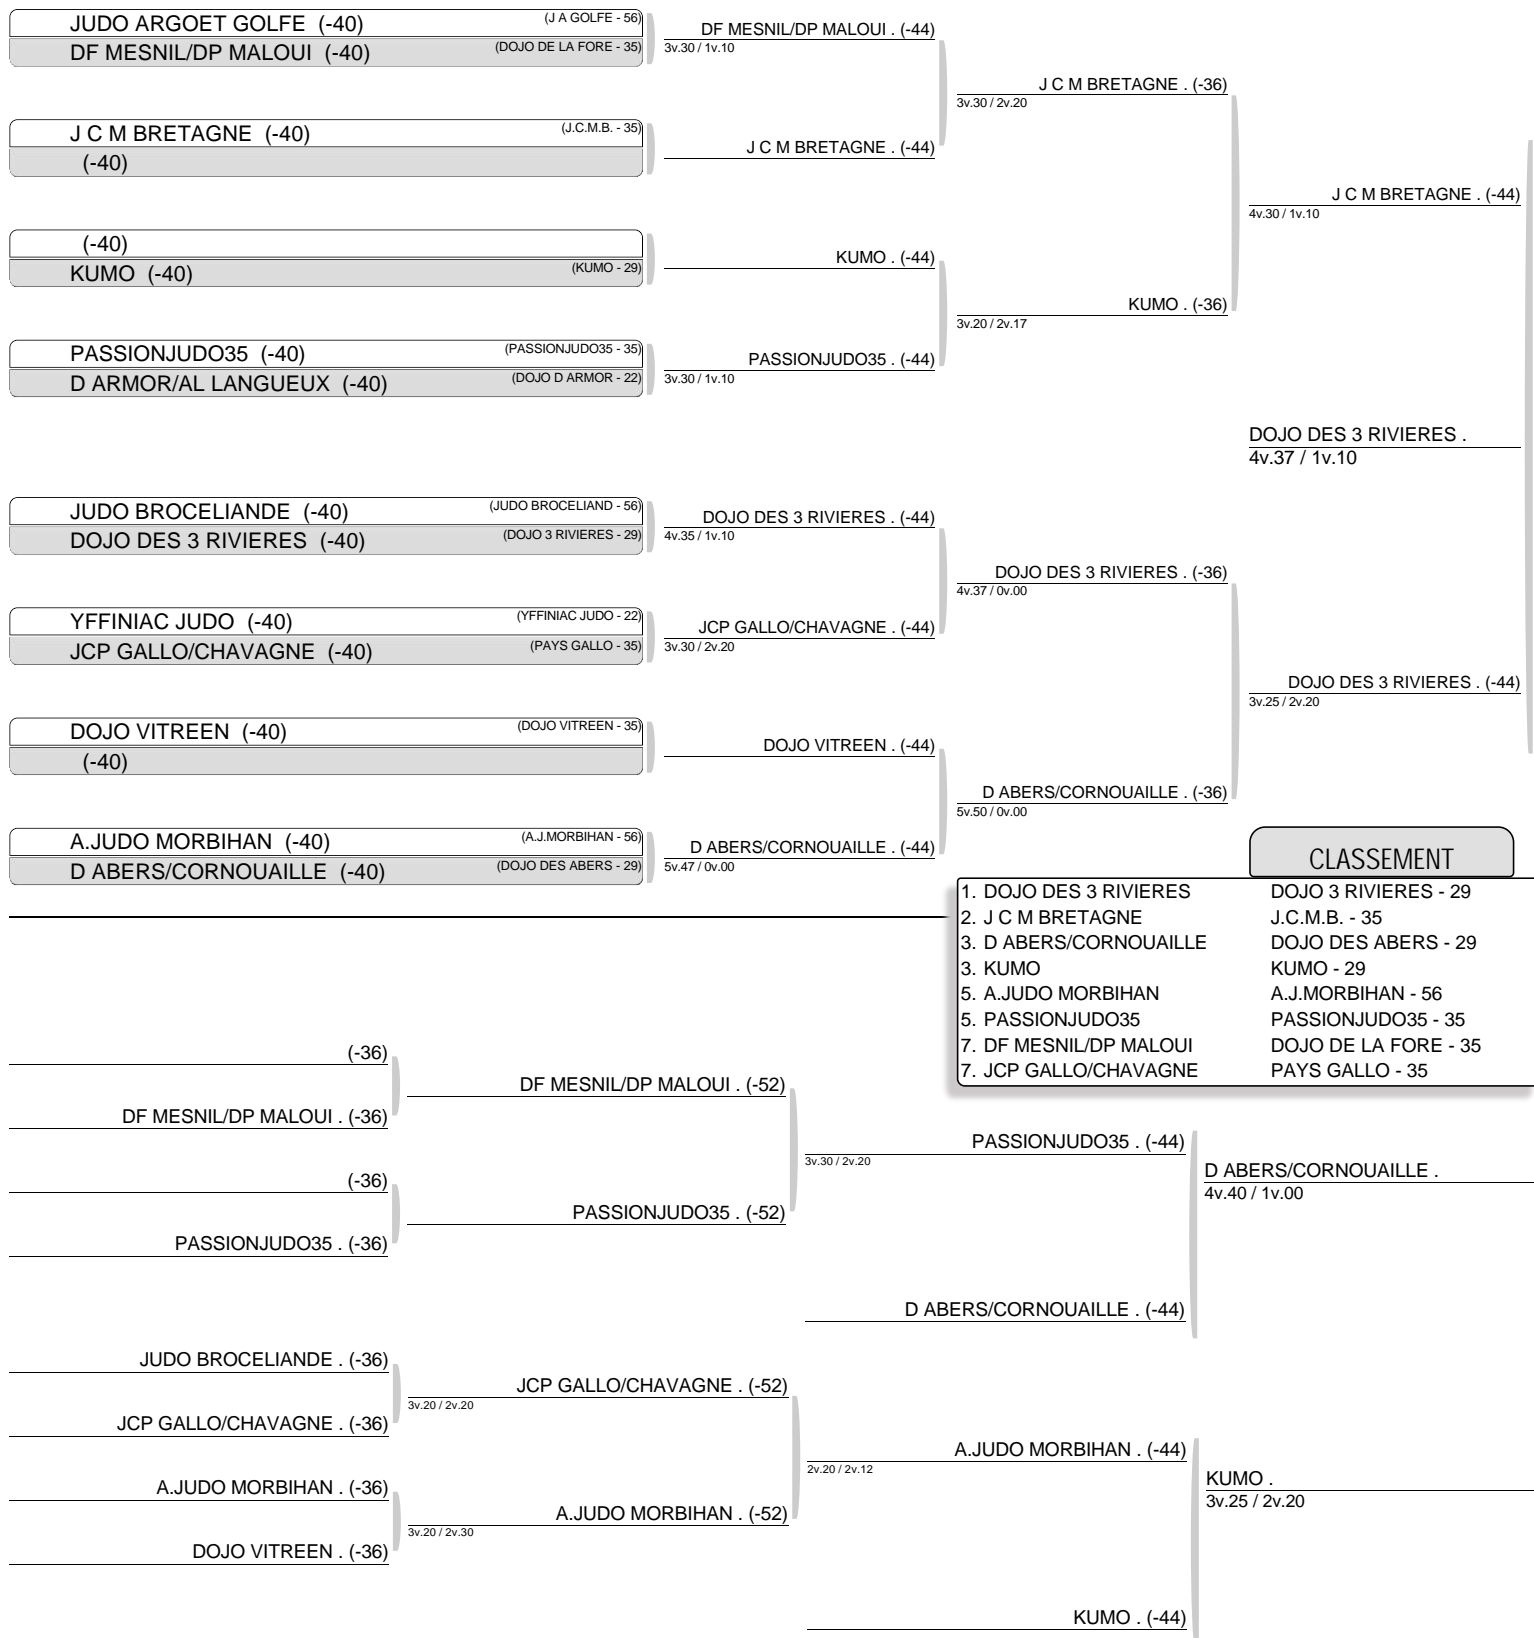 JUDO ARGOET GOLFE (-40) (J A GOLFE - 56)
DF MESNIL/DP MALOUI (-40) (DOJO DE LA FORE - 35)
DF MESNIL/DP MALOUI . (-44)
3v.30 / 1v.10
J C M BRETAGNE . (-36)
3v.30 / 2v.20
J C M BRETAGNE (-40) (J.C.M.B. - 35)
(-40)
J C M BRETAGNE . (-44)
J C M BRETAGNE . (-44)
4v.30 / 1v.10
(-40)
KUMO (-40) (KUMO - 29)
KUMO . (-44)
KUMO . (-36)
3v.20 / 2v.17
PASSIONJUDO35 (-40) (PASSIONJUDO35 - 35)
D ARMOR/AL LANGUEUX (-40) (DOJO D ARMOR - 22)
PASSIONJUDO35 . (-44)
3v.30 / 1v.10
DOJO DES 3 RIVIERES .
4v.37 / 1v.10
JUDO BROCELIANDE (-40) (JUDO BROCELIAND - 56)
DOJO DES 3 RIVIERES (-40) (DOJO 3 RIVIERES - 29)
DOJO DES 3 RIVIERES . (-44)
4v.35 / 1v.10
DOJO DES 3 RIVIERES . (-36)
4v.37 / 0v.00
YFFINIAC JUDO (-40) (YFFINIAC JUDO - 22)
JCP GALLO/CHAVAGNE (-40) (PAYS GALLO - 35)
JCP GALLO/CHAVAGNE . (-44)
3v.30 / 2v.20
DOJO DES 3 RIVIERES . (-44)
3v.25 / 2v.20
DOJO VITREEN (-40) (DOJO VITREEN - 35)
(-40)
DOJO VITREEN . (-44)
D ABERS/CORNOUAILLE . (-36)
5v.50 / 0v.00
A.JUDO MORBIHAN (-40) (A.J.MORBIHAN - 56)
D ABERS/CORNOUAILLE (-40) (DOJO DES ABERS - 29)
D ABERS/CORNOUAILLE . (-44)
5v.47 / 0v.00
CLASSEMENT
1. DOJO DES 3 RIVIERES DOJO 3 RIVIERES - 29
2. J C M BRETAGNE J.C.M.B. - 35
3. D ABERS/CORNOUAILLE DOJO DES ABERS - 29
3. KUMO KUMO - 29
5. A.JUDO MORBIHAN A.J.MORBIHAN - 56
5. PASSIONJUDO35 PASSIONJUDO35 - 35
7. DF MESNIL/DP MALOUI DOJO DE LA FORE - 35
7. JCP GALLO/CHAVAGNE PAYS GALLO - 35
(-36)
DF MESNIL/DP MALOUI . (-36)
DF MESNIL/DP MALOUI . (-52)
(-36)
PASSIONJUDO35 . (-36)
PASSIONJUDO35 . (-52)
PASSIONJUDO35 . (-44)
3v.30 / 2v.20
D ABERS/CORNOUAILLE .
4v.40 / 1v.00
D ABERS/CORNOUAILLE . (-44)
JUDO BROCELIANDE . (-36)
JCP GALLO/CHAVAGNE . (-36)
JCP GALLO/CHAVAGNE . (-52)
3v.20 / 2v.20
A.JUDO MORBIHAN . (-36)
DOJO VITREEN . (-36)
A.JUDO MORBIHAN . (-52)
3v.20 / 2v.30
A.JUDO MORBIHAN . (-44)
2v.20 / 2v.12
KUMO .
3v.25 / 2v.20
KUMO . (-44)